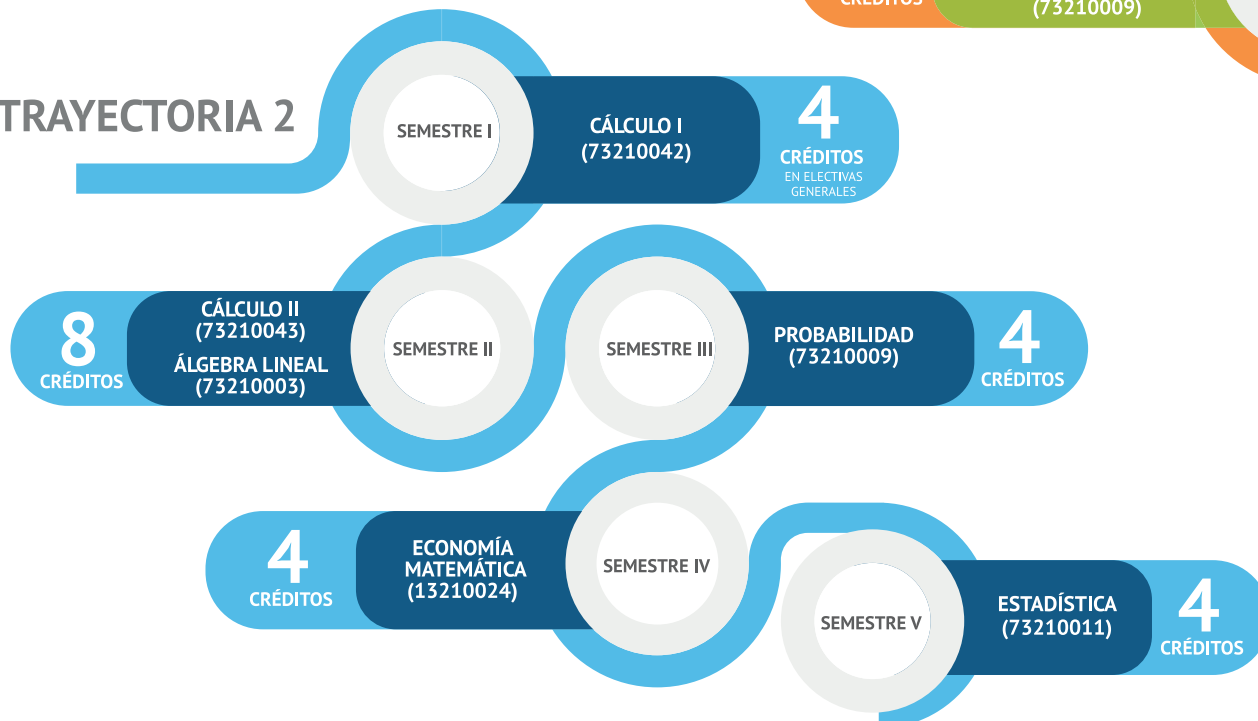 CRÉDITOS
(73210009)
TRAYECTORIA 2
SEMESTRE I
CÁLCULO I
(73210042)
4
CRÉDITOS
EN ELECTIVAS
GENERALES
8
CRÉDITOS
CÁLCULO II
(73210043)
ÁLGEBRA LINEAL
(73210003)
SEMESTRE II
SEMESTRE III
PROBABILIDAD
(73210009)
4
CRÉDITOS
4
CRÉDITOS
ECONOMÍA
MATEMÁTICA
(13210024)
SEMESTRE IV
SEMESTRE V
ESTADÍSTICA
(73210011)
4
CRÉDITOS